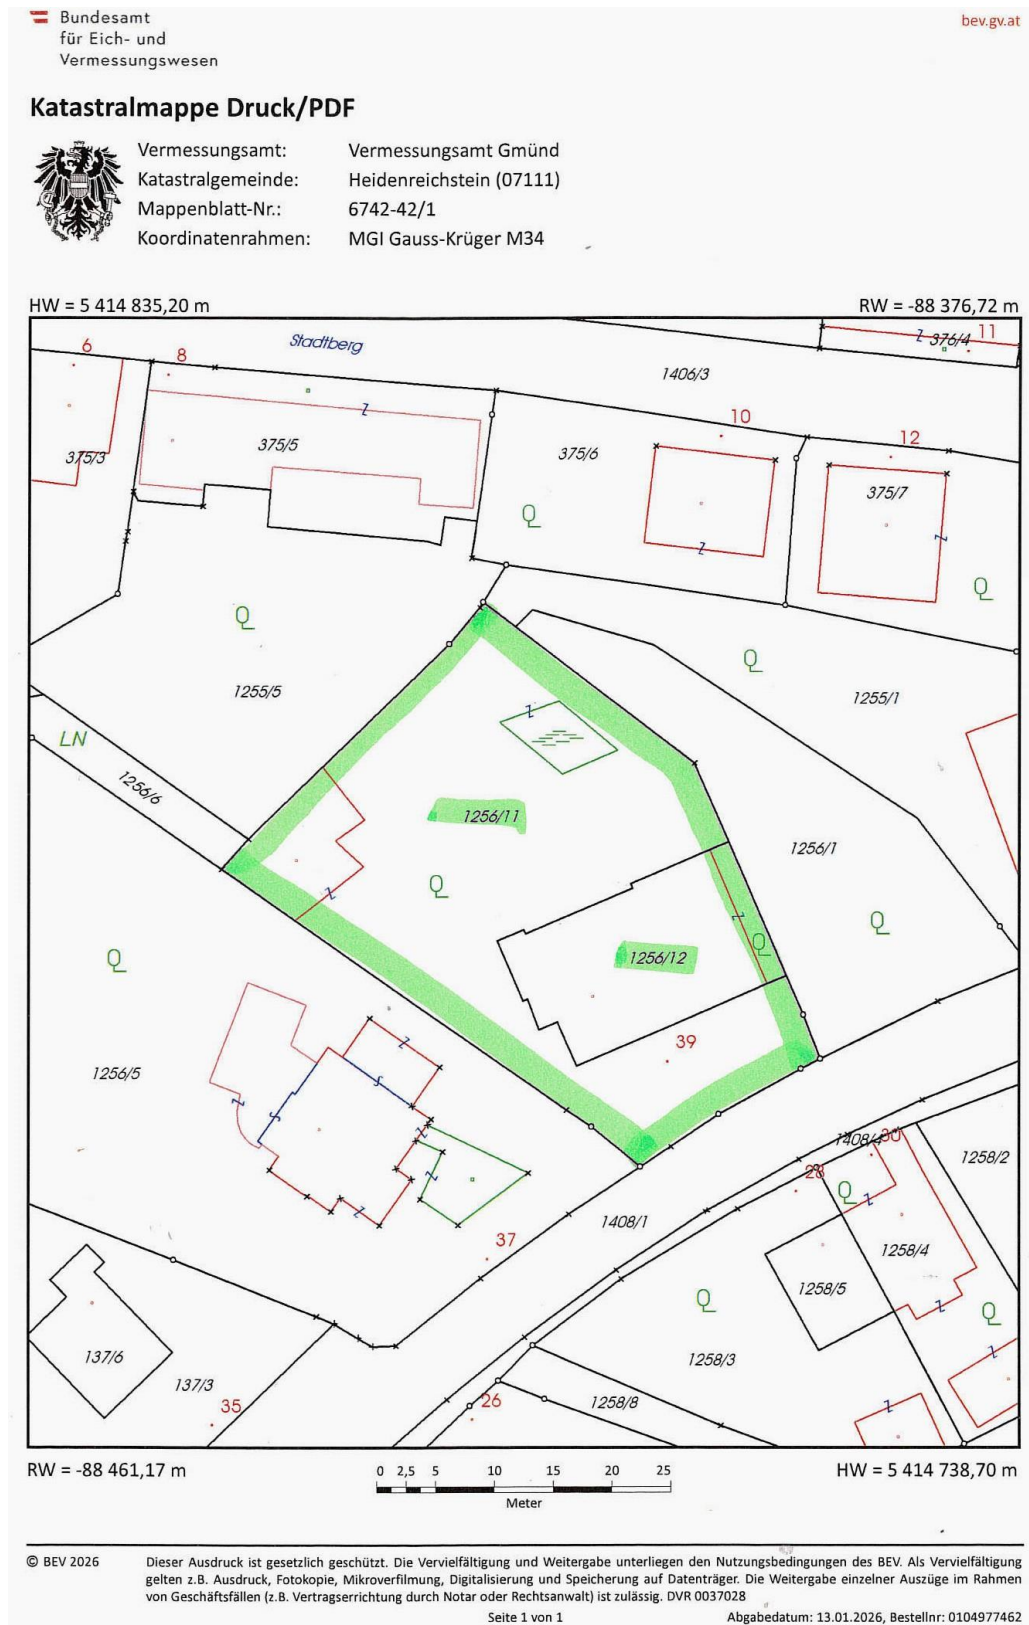 Bundesamt
für Eich- und
Vermessungswesen
bev.gv.at
Katastralmappe Druck/PDF
Vermessungsamt: Vermessungsamt Gmünd
Katastralgemeinde: Heidenreichstein (07111)
Mappenblatt-Nr.: 6742-42/1
Koordinatenrahmen: MGI Gauss-Krüger M34
HW = 5 414 835,20 m
RW = -88 376,72 m
6
8
Stadtberg
376/4
11
1406/3
10
12
375/3
375/5
375/6
375/7
1255/5
1255/1
LN
1256/6
1256/11
1256/1
1256/12
39
1256/5
1408/4
30
28
1258/2
1408/1
37
1258/4
1258/5
137/6
137/3
1258/3
35
26
1258/8
RW = -88 461,17 m
HW = 5 414 738,70 m
0 2,5 5 10 15 20 25
Meter
© BEV 2026
Dieser Ausdruck ist gesetzlich geschützt. Die Vervielfältigung und Weitergabe unterliegen den Nutzungsbedingungen des BEV. Als Vervielfältigung
gelten z.B. Ausdruck, Fotokopie, Mikroverfilmung, Digitalisierung und Speicherung auf Datenträger. Die Weitergabe einzelner Auszüge im Rahmen
von Geschäftsfällen (z.B. Vertragserrichtung durch Notar oder Rechtsanwalt) ist zulässig. DVR 0037028
Seite 1 von 1
Abgabedatum: 13.01.2026, Bestellnr: 0104977462